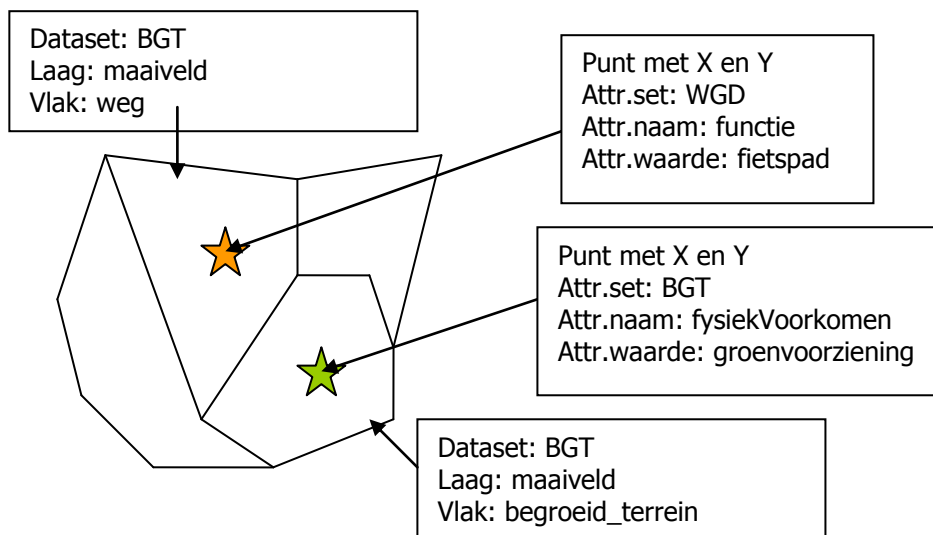 Dataset: BGT
Laag: maaiveld
Vlak: weg
Punt met X en Y
Attr.set: WGD
Attr.naam: functie
Attr.waarde: fietspad
Punt met X en Y
Attr.set: BGT
Attr.naam: fysiekVoorkomen
Attr.waarde: groenvoorziening
Dataset: BGT
Laag: maaiveld
Vlak: begroeid_terrein